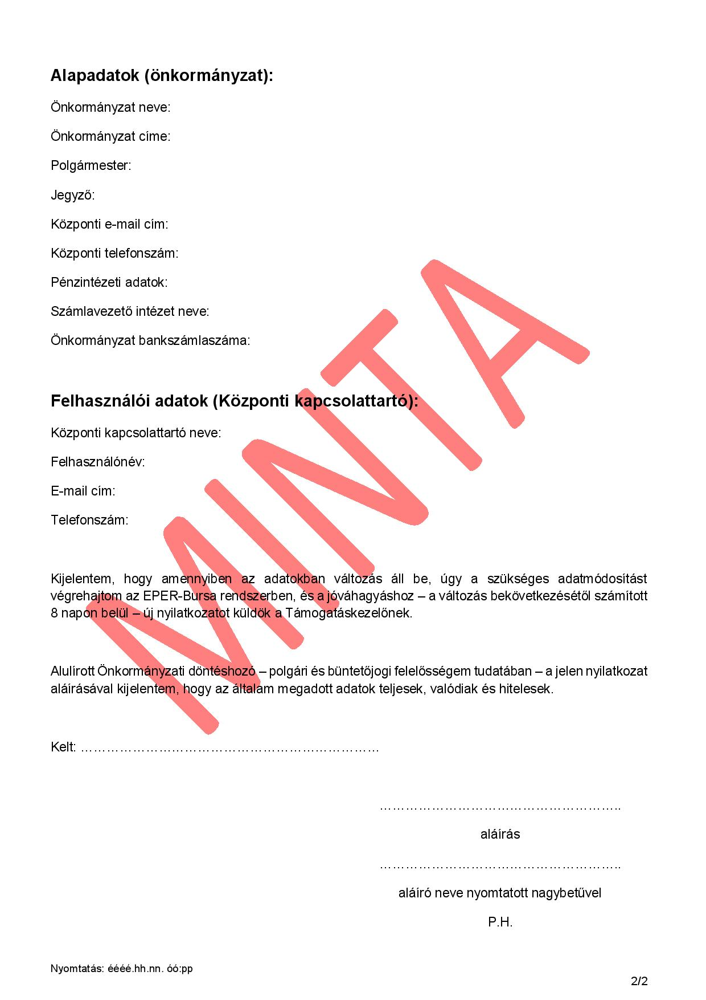 Alapadatok (önkormányzat):
Önkormányzat neve:
Önkormányzat címe:
Polgármester:
Jegyző:
Központi e-mail cím:
Központi telefonszám:
Pénzintézeti adatok:
Számlavezető intézet neve:
Önkormányzat bankszámlaszáma:
Felhasználói adatok (Központi kapcsolattartó):
Központi kapcsolattartó neve:
Felhasználónév:
E-mail cím:
Telefonszám:
MINTA
Kijelentem, hogy amennyiben az adatokban változás áll be, úgy a szükséges adatmódosítást
végrehajtom az EPER-Bursa rendszerben, és a jóváhagyáshoz – a változás bekövetkezésétől számított
8 napon belül – új nyilatkozatot küldök a Támogatáskezelőnek.
Alulírott Önkormányzati döntéshozó – polgári és büntetőjogi felelősségem tudatában – a jelen nyilatkozat
aláírásával kijelentem, hogy az általam megadott adatok teljesek, valódiak és hitelesek.
Kelt: ……………………………………………………………
………………………………………………..
aláírás
………………………………………………..
aláíró neve nyomtatott nagybetűvel
P.H.
Nyomtatás: éééé.hh.nn. óó:pp
2/2